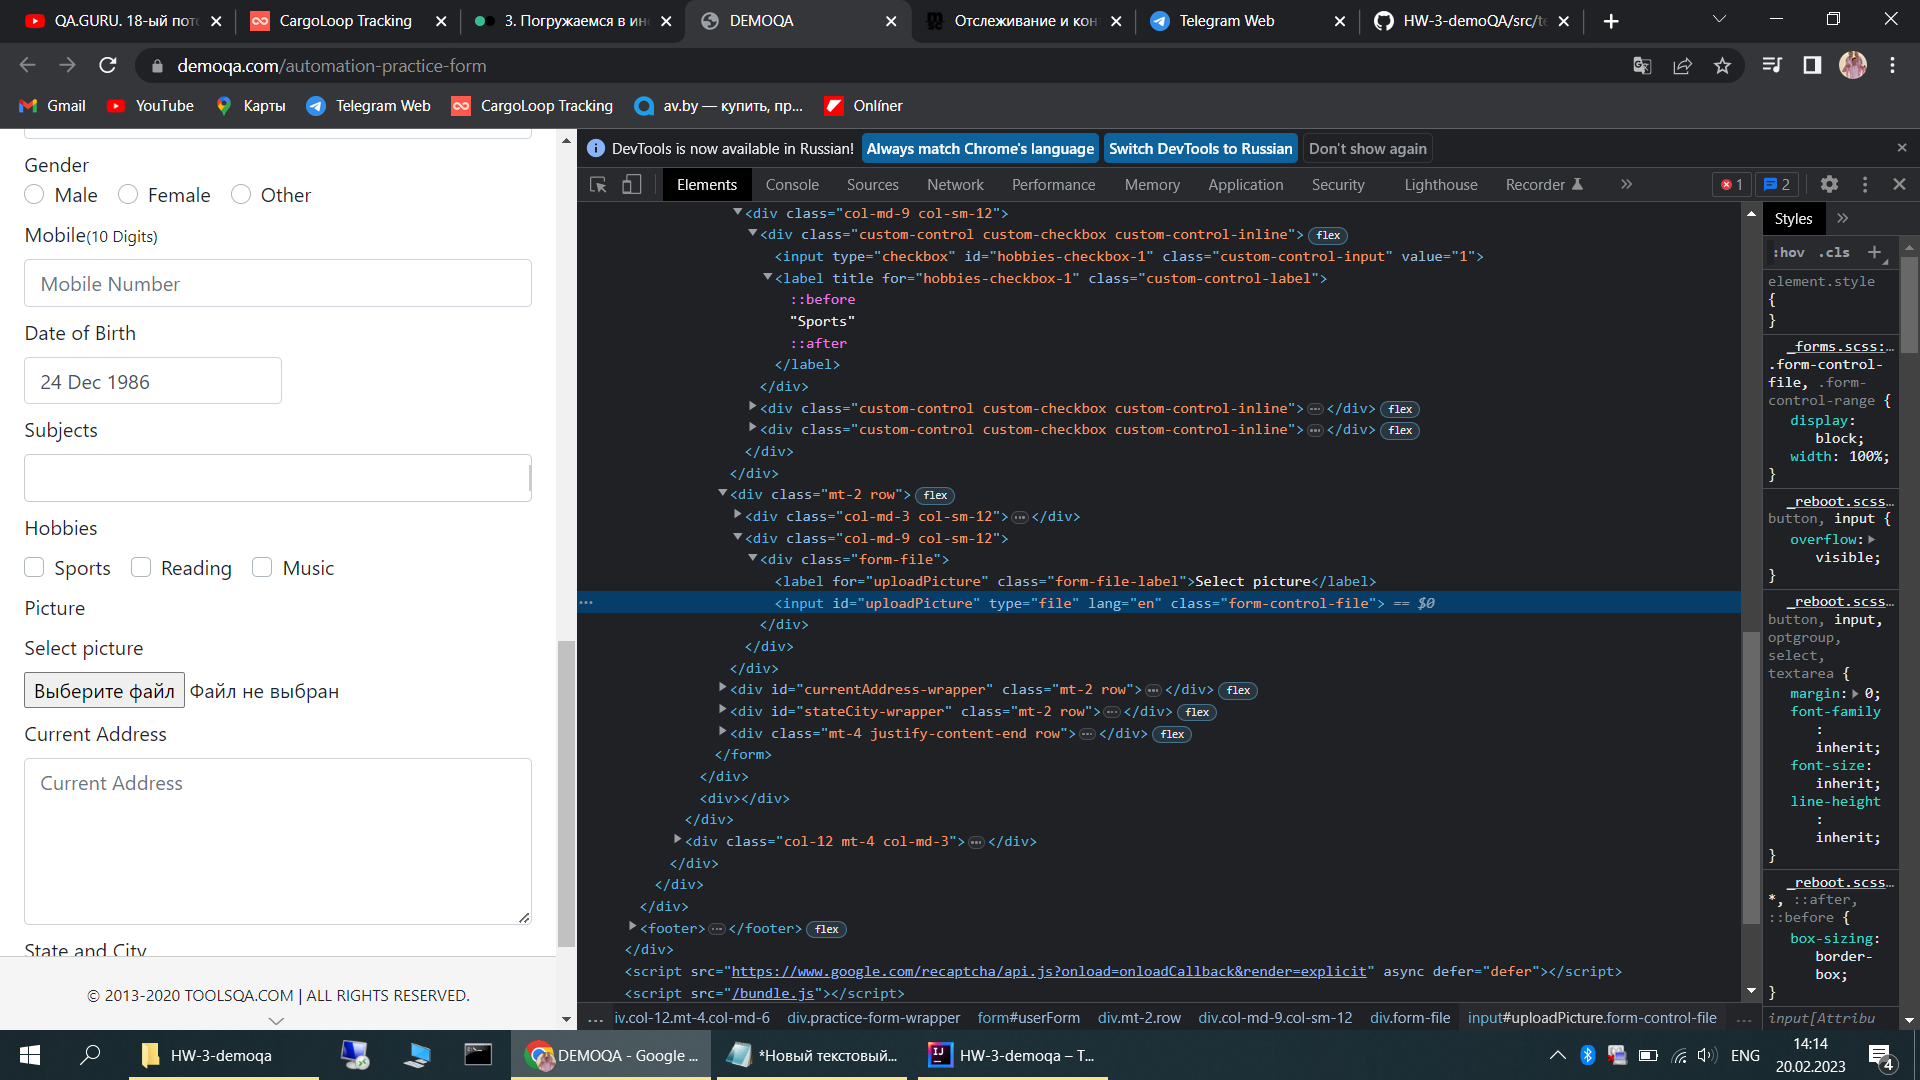 QA.GURU. 18-ый пот
CargoLoop Tracking
3. Погружаемся в ин
DEMOQA
Отслеживание и кон
Telegram Web
HW-3-demoQA/src/te
demoqa.com/automation-practice-form
Gmail
YouTube
Карты
Telegram Web
CargoLoop Tracking
av.by — купить, пр...
Onlíner
Gender
Male Female Other
Mobile(10 Digits)
Mobile Number
Date of Birth
24 Dec 1986
Subjects
Hobbies
Sports Reading Music
Picture
Select picture
Выберите файл Файл не выбран
Current Address
Current Address
State and City
© 2013-2020 TOOLSQA.COM | ALL RIGHTS RESERVED.
DevTools is now available in Russian! Always match Chrome's language Switch DevTools to Russian Don't show again
Elements Console Sources Network Performance Memory Application Security Lighthouse Recorder » 1 2
<div class="col-md-9 col-sm-12">
<div class="custom-control custom-checkbox custom-control-inline"> flex
<input type="checkbox" id="hobbies-checkbox-1" class="custom-control-input" value="1">
<label title for="hobbies-checkbox-1" class="custom-control-label">
::before
"Sports"
::after
</label>
</div>
<div class="custom-control custom-checkbox custom-control-inline">…</div> flex
<div class="custom-control custom-checkbox custom-control-inline">…</div> flex
</div>
</div>
<div class="mt-2 row"> flex
<div class="col-md-3 col-sm-12">…</div>
<div class="col-md-9 col-sm-12">
<div class="form-file">
<label for="uploadPicture" class="form-file-label">Select picture</label>
<input id="uploadPicture" type="file" lang="en" class="form-control-file"> == $0
</div>
</div>
</div>
<div id="currentAddress-wrapper" class="mt-2 row">…</div> flex
<div id="stateCity-wrapper" class="mt-2 row">…</div> flex
<div class="mt-4 justify-content-end row">…</div> flex
</form>
</div>
<div></div>
</div>
<div class="col-12 mt-4 col-md-3">…</div>
</div>
</div>
</div>
<footer>…</footer> flex
</div>
<script src="https://www.google.com/recaptcha/api.js?onload=onloadCallback&render=explicit" async defer="defer"></script>
<script src="/bundle.js"></script>
... iv.col-12.mt-4.col-md-6 div.practice-form-wrapper form#userForm div.mt-2.row div.col-md-9.col-sm-12 div.form-file input#uploadPicture.form-control-file ...
Styles »
:hov .cls +
element.style
{
}
_forms.scss:…
.form-control-
file, .form-
control-range {
display:
block;
width: 100%;
}
_reboot.scss…
button, input {
overflow:
visible;
}
_reboot.scss…
button, input,
optgroup,
select,
textarea {
margin: 0;
font-family
:
inherit;
font-size:
inherit;
line-height
:
inherit;
}
_reboot.scss…
*, ::after,
::before {
box-sizing:
border-
box;
}
input[Attribu
HW-3-demoqa
DEMOQA - Google ...
*Новый текстовый...
HW-3-demoqa – T...
ENG
14:14
20.02.2023
4